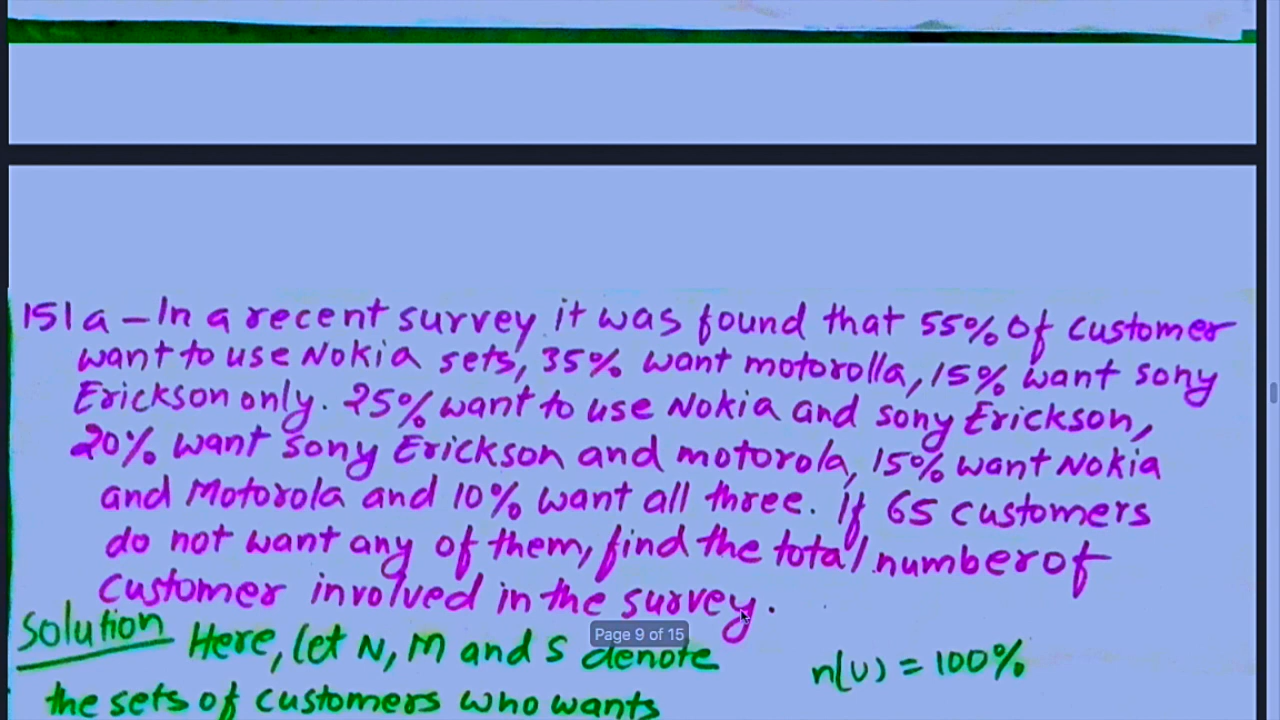 151a - In a recent survey it was found that 55% of customer
want to use Nokia sets, 35% want motorolla, 15% want sony
Erickson only. 25% want to use Nokia and sony Erickson,
20% want sony Erickson and motorola, 15% want Nokia
and Motorola and 10% want all three. If 65 customers
do not want any of them, find the total number of
customer involved in the survey.
Page 9 of 15
Solution Here, let N, M and S denote
n(U) = 100%
the sets of customers who wants